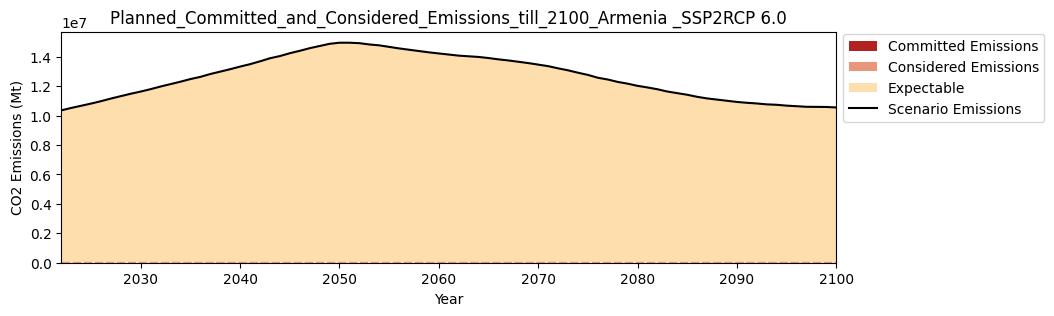 Planned_Committed_and_Considered_Emissions_till_2100_Armenia _SSP2RCP 6.0
1e7
1.4
1.2
1.0
0.8
0.6
0.4
0.2
0.0
CO2 Emissions (Mt)
2030 2040 2050 2060 2070 2080 2090 2100
Year
Committed Emissions
Considered Emissions
Expectable
Scenario Emissions